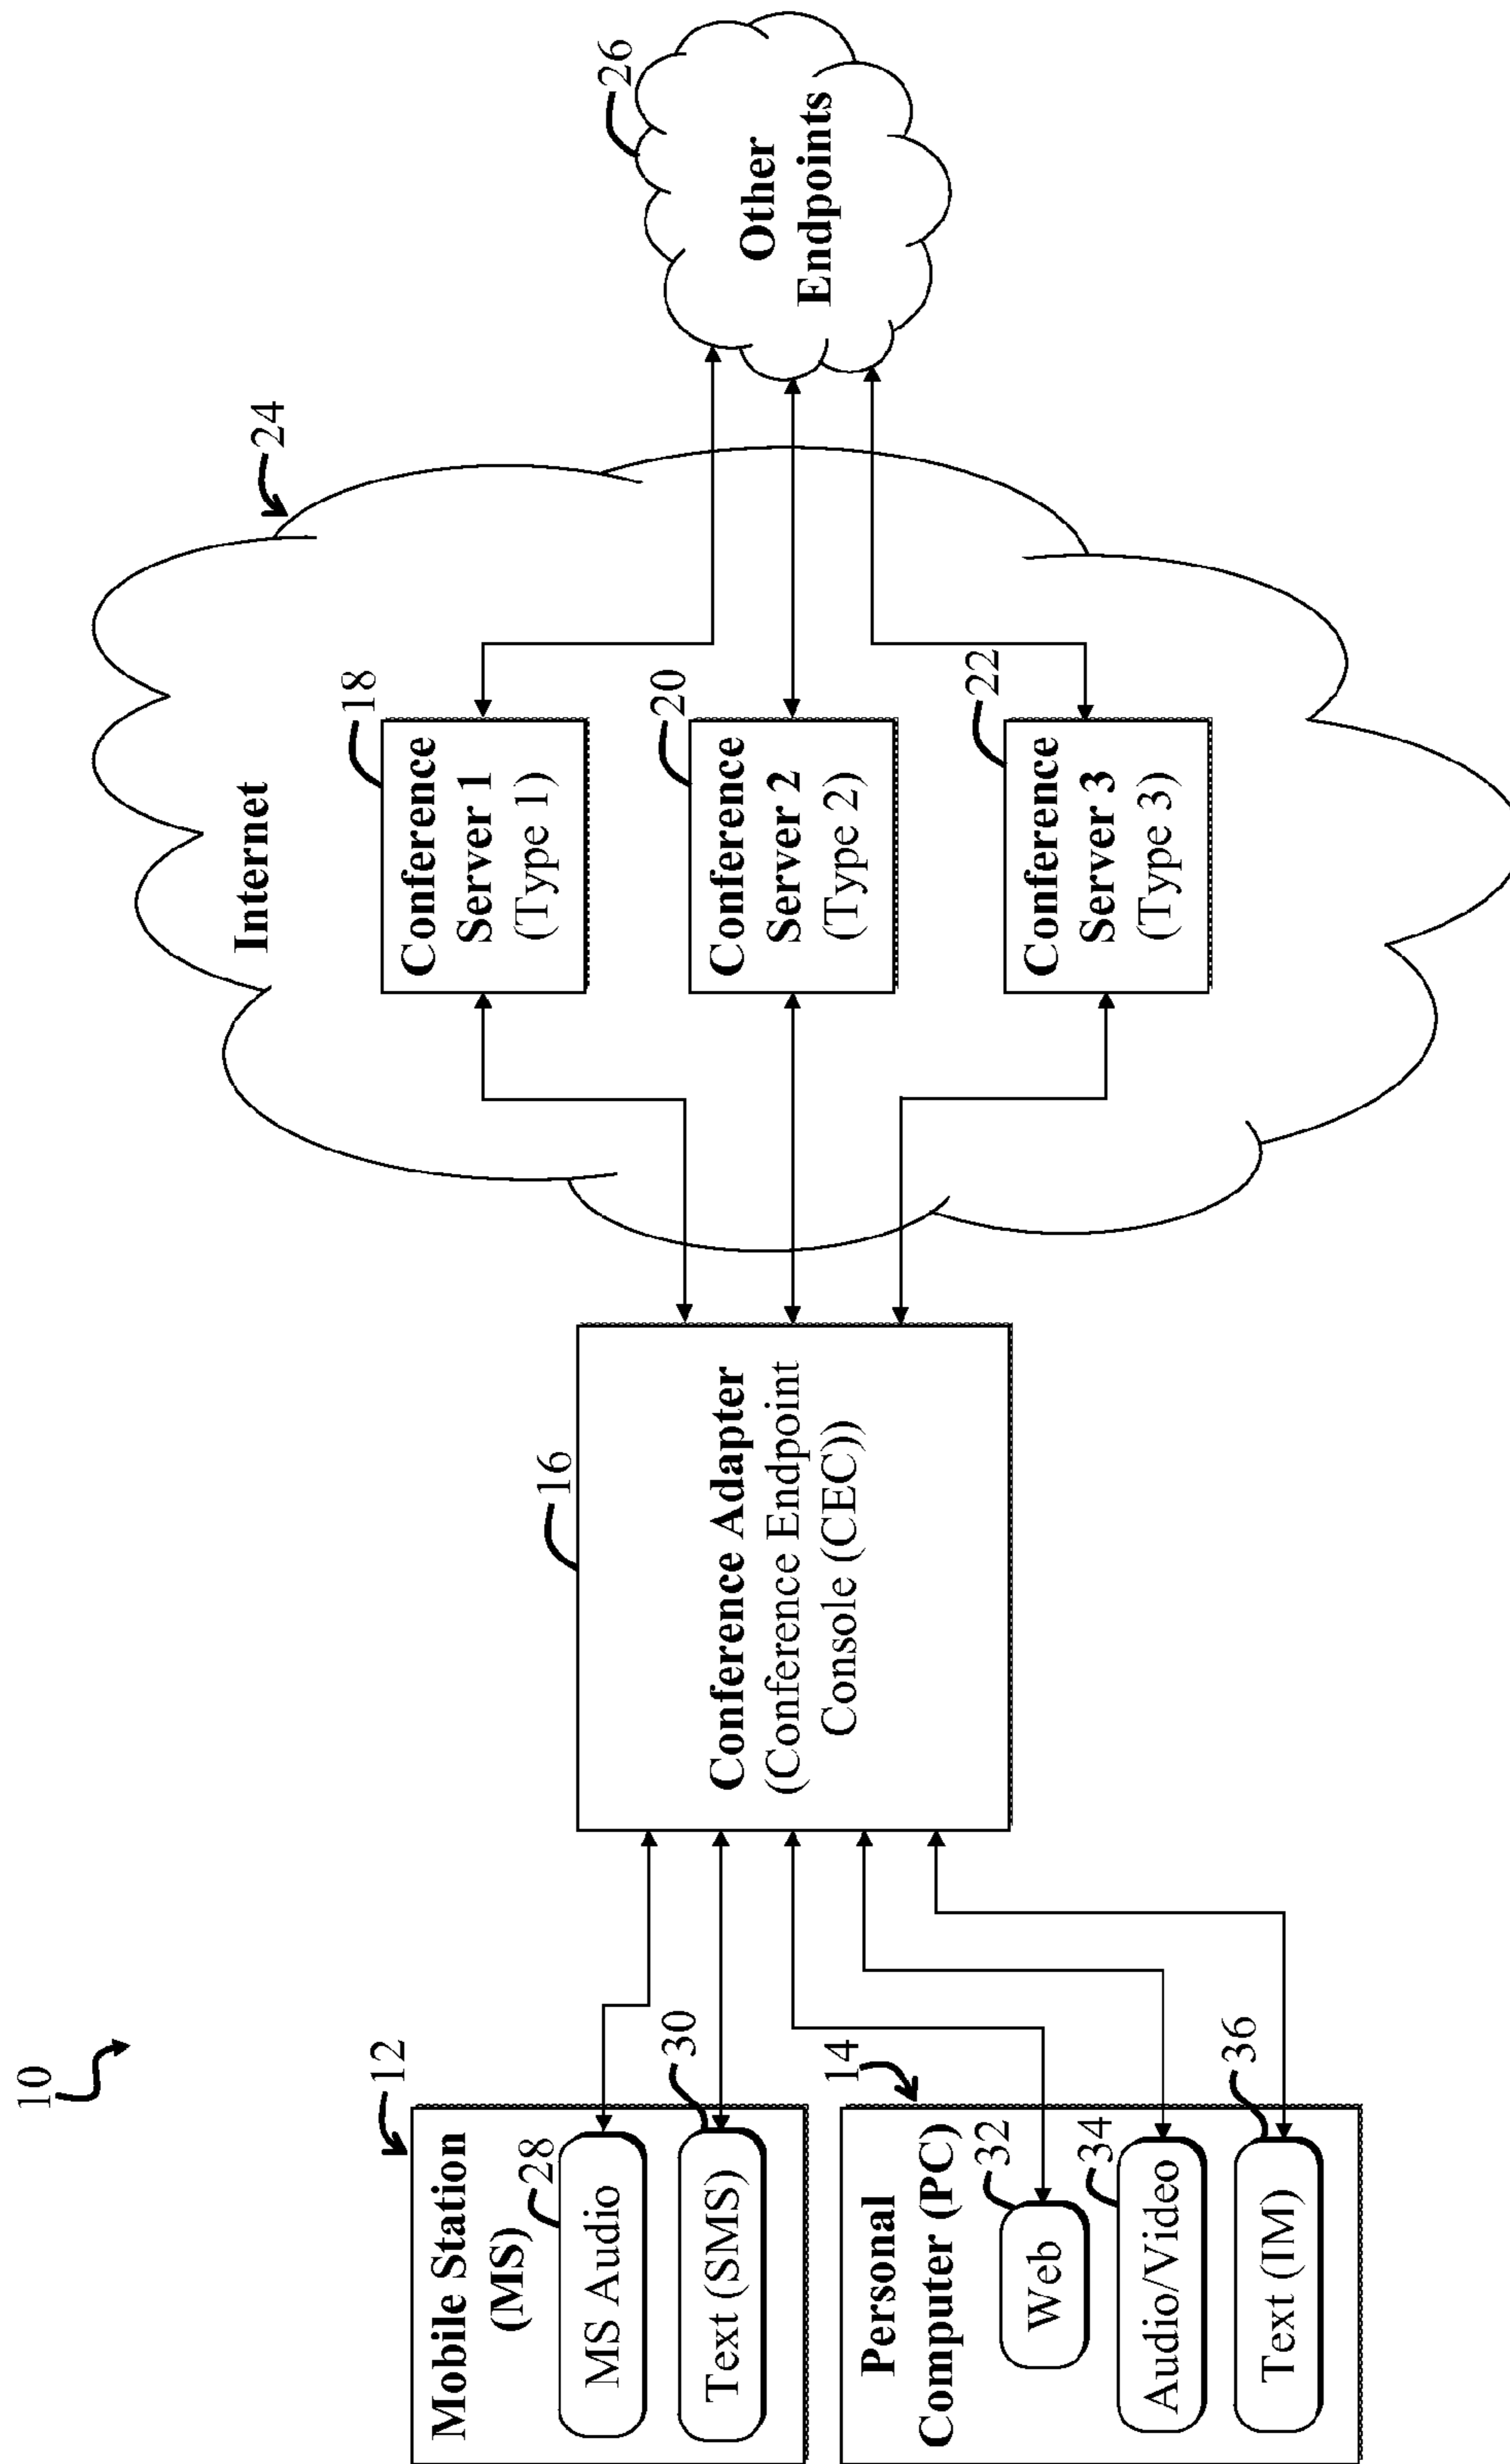 10
12
Mobile Station
(MS)
28
MS Audio
30
Text (SMS)
14
Personal
Computer (PC)
32
Web
34
Audio/Video
36
Text (IM)
16
Conference Adapter
(Conference Endpoint
Console (CEC))
Internet
24
18
Conference
Server 1
(Type 1)
20
Conference
Server 2
(Type 2)
22
Conference
Server 3
(Type 3)
26
Other
Endpoints